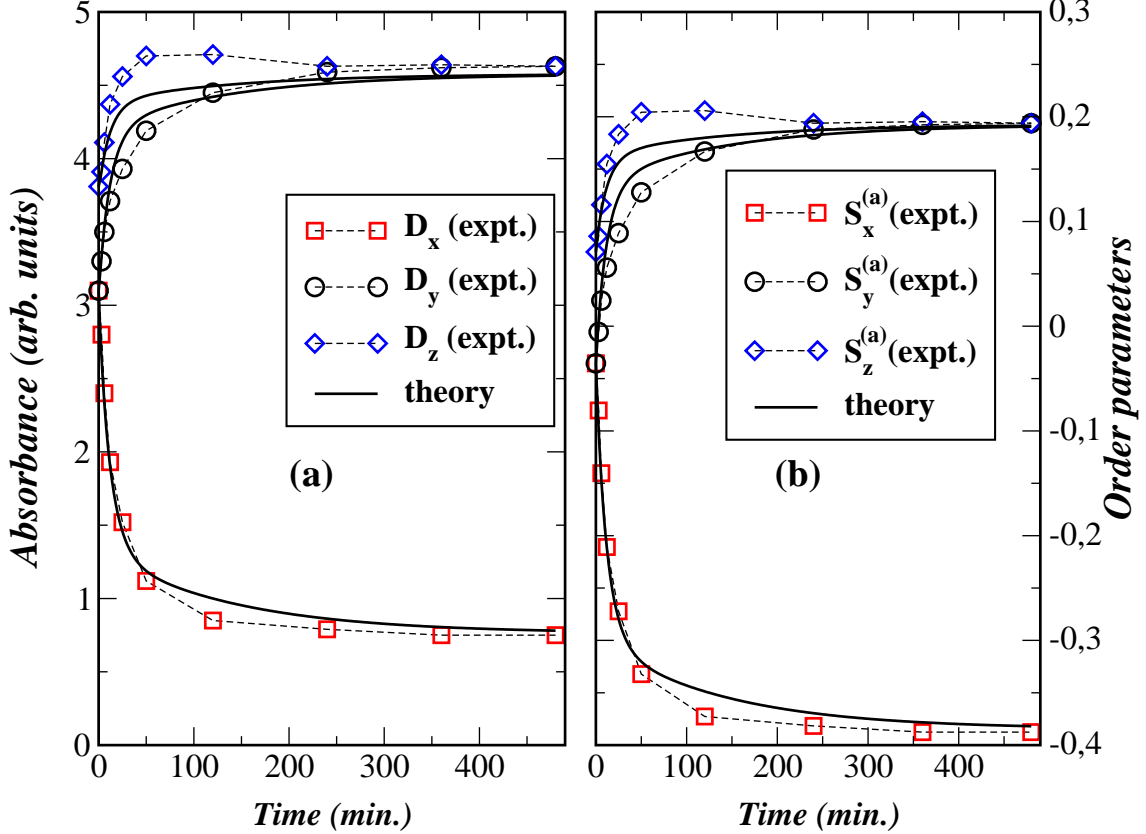 5
4
3
2
1
0
Absorbance (arb. units)
D_x (expt.)
D_y (expt.)
D_z (expt.)
theory
(a)
0 100 200 300 400
Time (min.)
S_x^(a) (expt.)
S_y^(a) (expt.)
S_z^(a) (expt.)
theory
(b)
0 100 200 300 400
Time (min.)
0,3
0,2
0,1
0
-0,1
-0,2
-0,3
-0,4
Order parameters